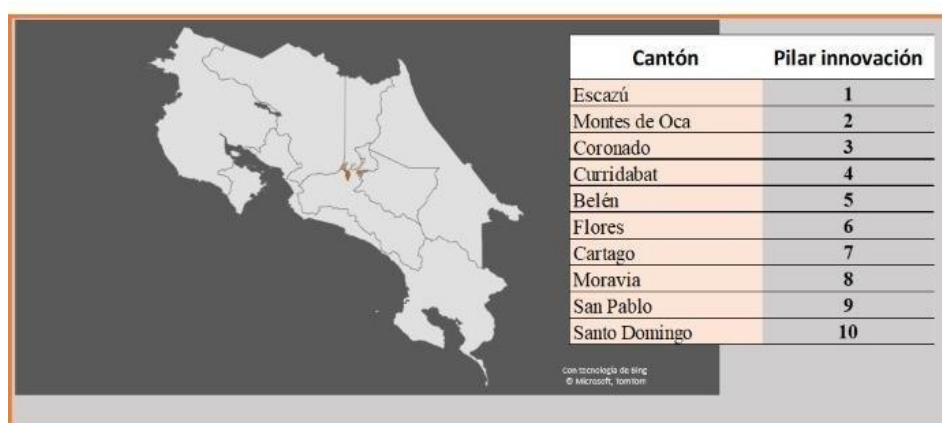 Cantón Pilar innovación
Escazú 1
Montes de Oca 2
Coronado 3
Curridabat 4
Belén 5
Flores 6
Cartago 7
Moravia 8
San Pablo 9
Santo Domingo 10
Con tecnología de Bing
© Microsoft, TomTom